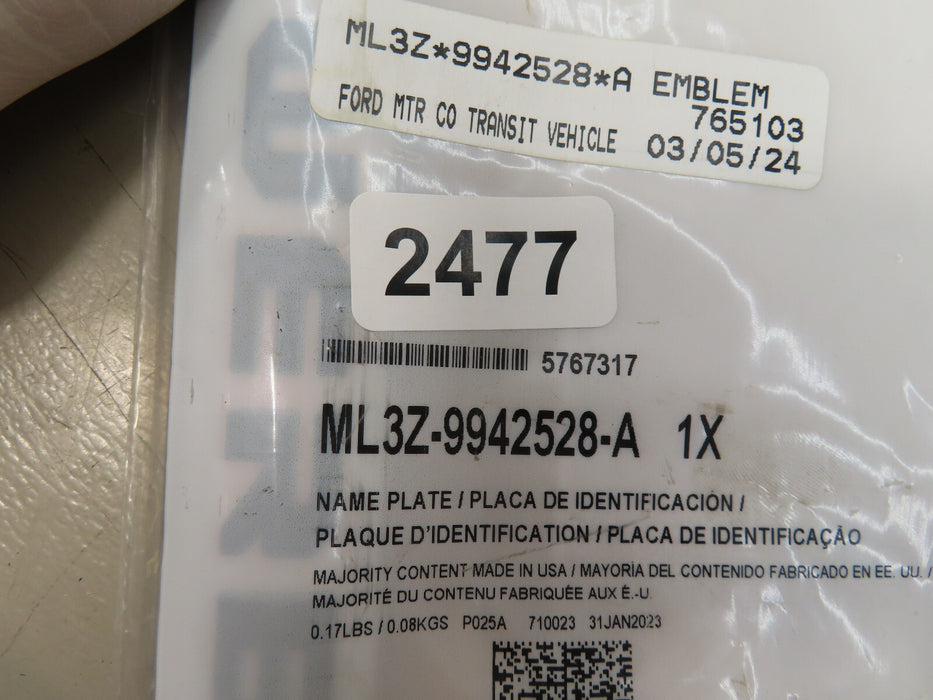 ML3Z*9942528*A EMBLEM
765103
FORD MTR CO TRANSIT VEHICLE 03/05/24
2477
5767317
ML3Z-9942528-A 1X
NAME PLATE / PLACA DE IDENTIFICACIÓN /
PLAQUE D'IDENTIFICATION / PLACA DE IDENTIFICAÇÃO
MAJORITY CONTENT MADE IN USA / MAYORÍA DEL CONTENIDO FABRICADO EN EE. UU. /
MAJORITÉ DU CONTENU FABRIQUÉE AUX É.-U.
0.17LBS / 0.08KGS P025A 710023 31JAN2023